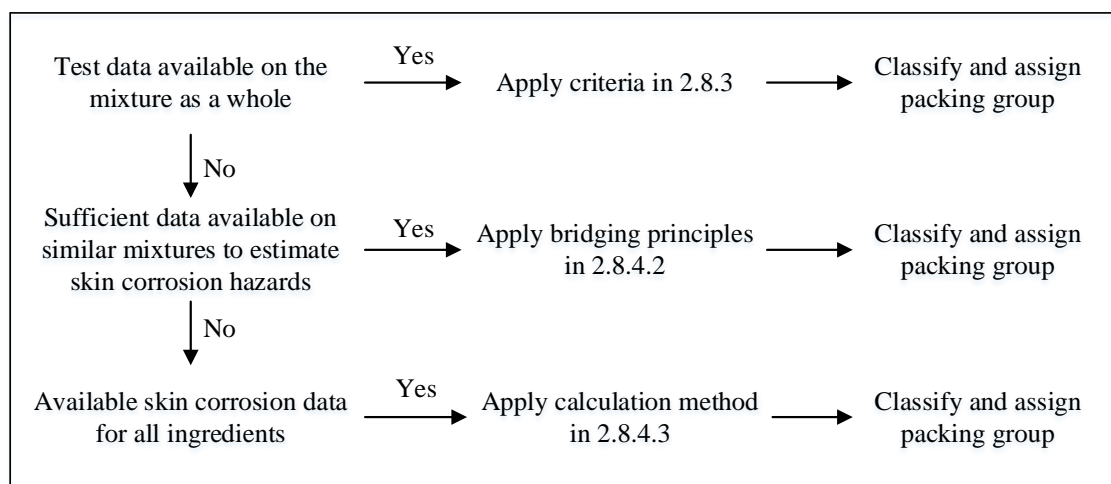 Test data available on the
mixture as a whole
Yes
Apply criteria in 2.8.3
Classify and assign
packing group
No
Sufficient data available on
similar mixtures to estimate
skin corrosion hazards
Yes
Apply bridging principles
in 2.8.4.2
Classify and assign
packing group
No
Available skin corrosion data
for all ingredients
Yes
Apply calculation method
in 2.8.4.3
Classify and assign
packing group